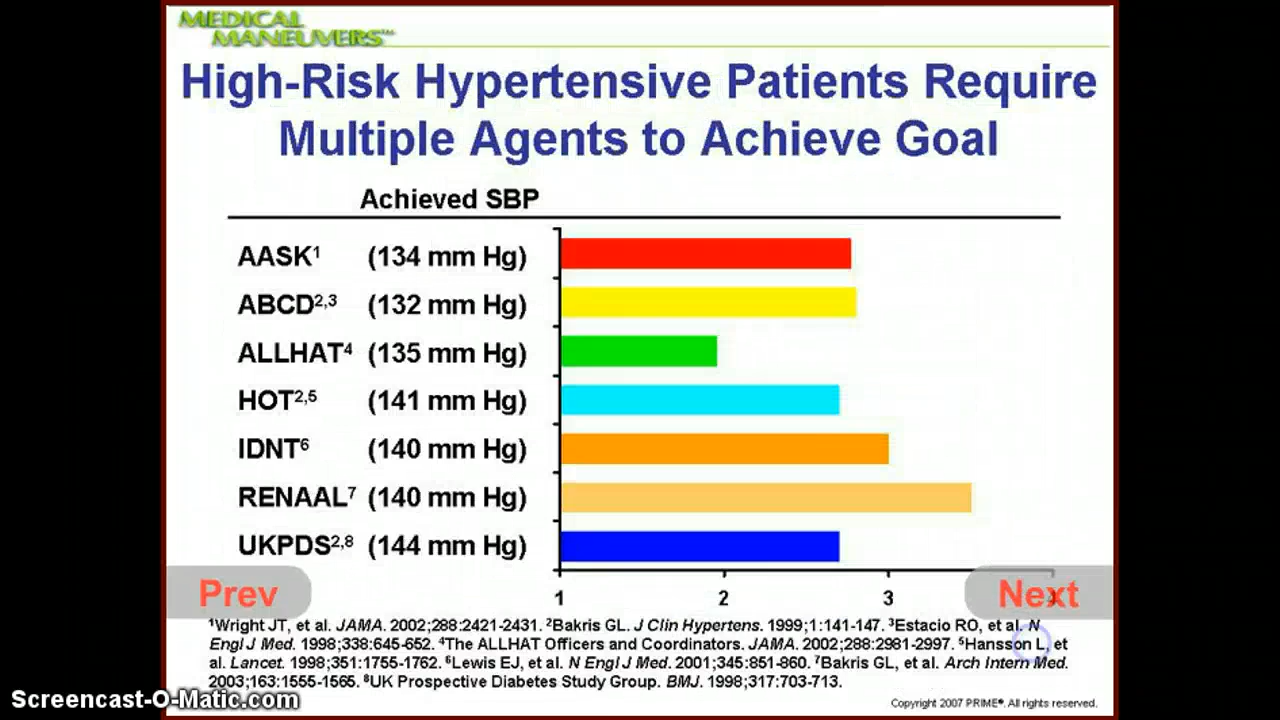 MEDICAL
MANEUVERS™
High-Risk Hypertensive Patients Require
Multiple Agents to Achieve Goal
Achieved SBP
AASK¹ (134 mm Hg)
ABCD²,³ (132 mm Hg)
ALLHAT⁴ (135 mm Hg)
HOT²,⁵ (141 mm Hg)
IDNT⁶ (140 mm Hg)
RENAAL⁷ (140 mm Hg)
UKPDS²,⁸ (144 mm Hg)
Prev Next
1 2 3
¹Wright JT, et al. JAMA. 2002;288:2421-2431. ²Bakris GL. J Clin Hypertens. 1999;1:141-147. ³Estacio RO, et al. N
Engl J Med. 1998;338:645-652. ⁴The ALLHAT Officers and Coordinators. JAMA. 2002;288:2981-2997. ⁵Hansson L, et
al. Lancet. 1998;351:1755-1762. ⁶Lewis EJ, et al. N Engl J Med. 2001;345:851-860. ⁷Bakris GL, et al. Arch Intern Med.
2003;163:1555-1565. ⁸UK Prospective Diabetes Study Group. BMJ. 1998;317:703-713.
Screencast-O-Matic.com
Copyright 2007 PRIME®. All rights reserved.